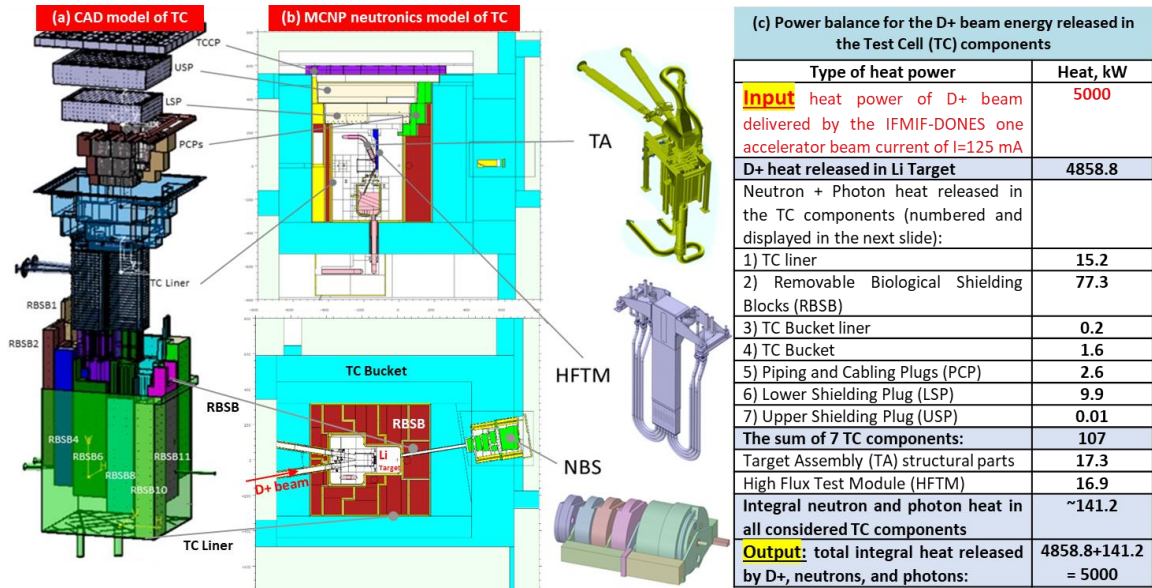 (a) CAD model of TC
TCCP
USP
LSP
PCPs
TC Liner
RBSB1
RBSB2
RBSB4
RBSB6
RBSB8
RBSB10
RBSB11
(b) MCNP neutronics model of TC
TA
HFTM
TC Bucket
RBSB
RBSB
Li
Target
D+ beam
NBS
TC Liner
(c) Power balance for the D+ beam energy released in
the Test Cell (TC) components
Type of heat power Heat, kW
Input heat power of D+ beam 5000
delivered by the IFMIF-DONES one
accelerator beam current of I=125 mA
D+ heat released in Li Target 4858.8
Neutron + Photon heat released in
the TC components (numbered and
displayed in the next slide):
1) TC liner 15.2
2) Removable Biological Shielding 77.3
Blocks (RBSB)
3) TC Bucket liner 0.2
4) TC Bucket 1.6
5) Piping and Cabling Plugs (PCP) 2.6
6) Lower Shielding Plug (LSP) 9.9
7) Upper Shielding Plug (USP) 0.01
The sum of 7 TC components: 107
Target Assembly (TA) structural parts 17.3
High Flux Test Module (HFTM) 16.9
Integral neutron and photon heat in ~141.2
all considered TC components
Output: total integral heat released 4858.8+141.2
by D+, neutrons, and photons: = 5000